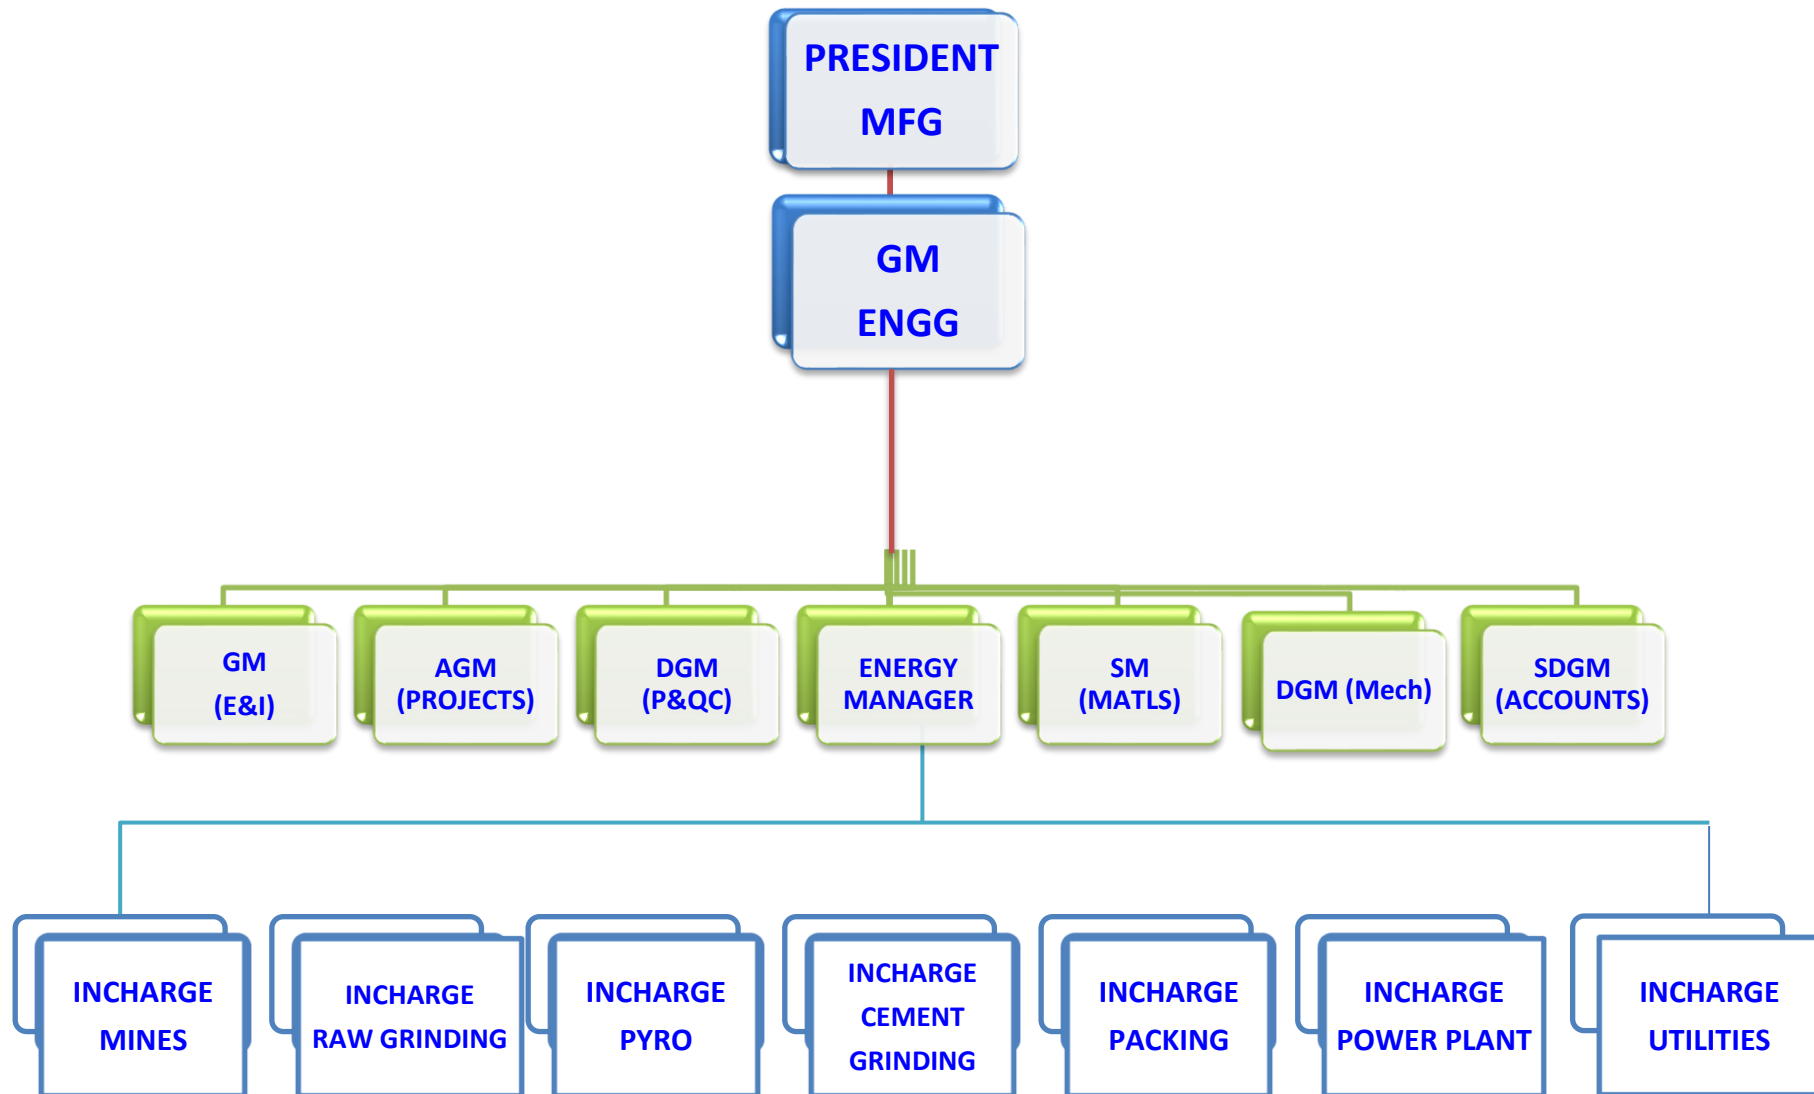 PRESIDENT
MFG
GM
ENGG
GM
(E&I)
AGM
(PROJECTS)
DGM
(P&QC)
ENERGY
MANAGER
SM
(MATLS)
DGM (Mech)
SDGM
(ACCOUNTS)
INCHARGE
MINES
INCHARGE
RAW GRINDING
INCHARGE
PYRO
INCHARGE
CEMENT
GRINDING
INCHARGE
PACKING
INCHARGE
POWER PLANT
INCHARGE
UTILITIES